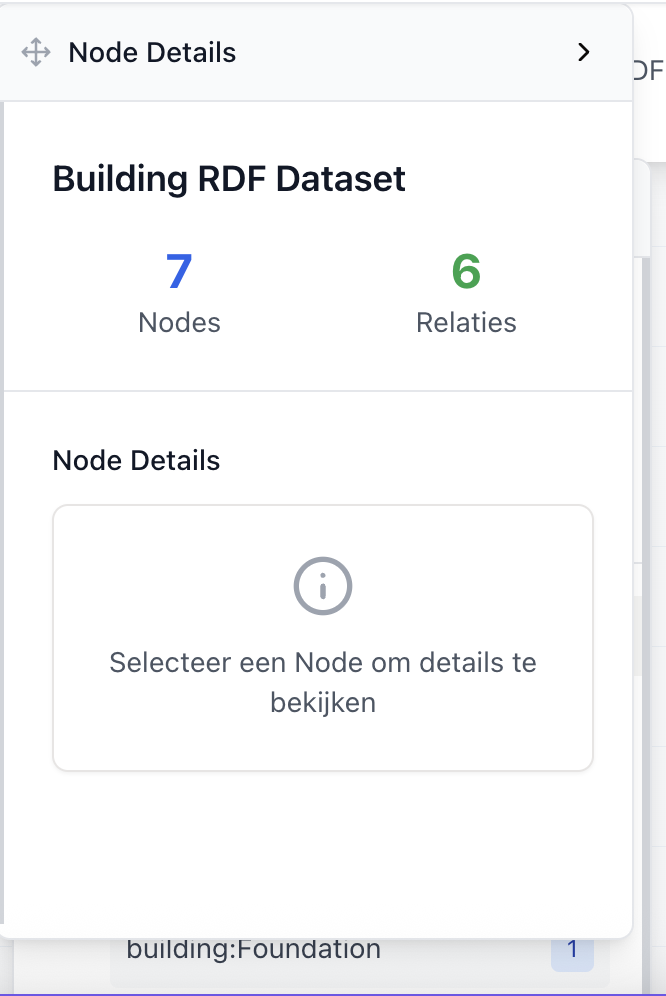 Node Details
DF
Building RDF Dataset
7
6
Nodes
Relaties
Node Details
Selecteer een Node om details te
bekijken
building:Foundation
1